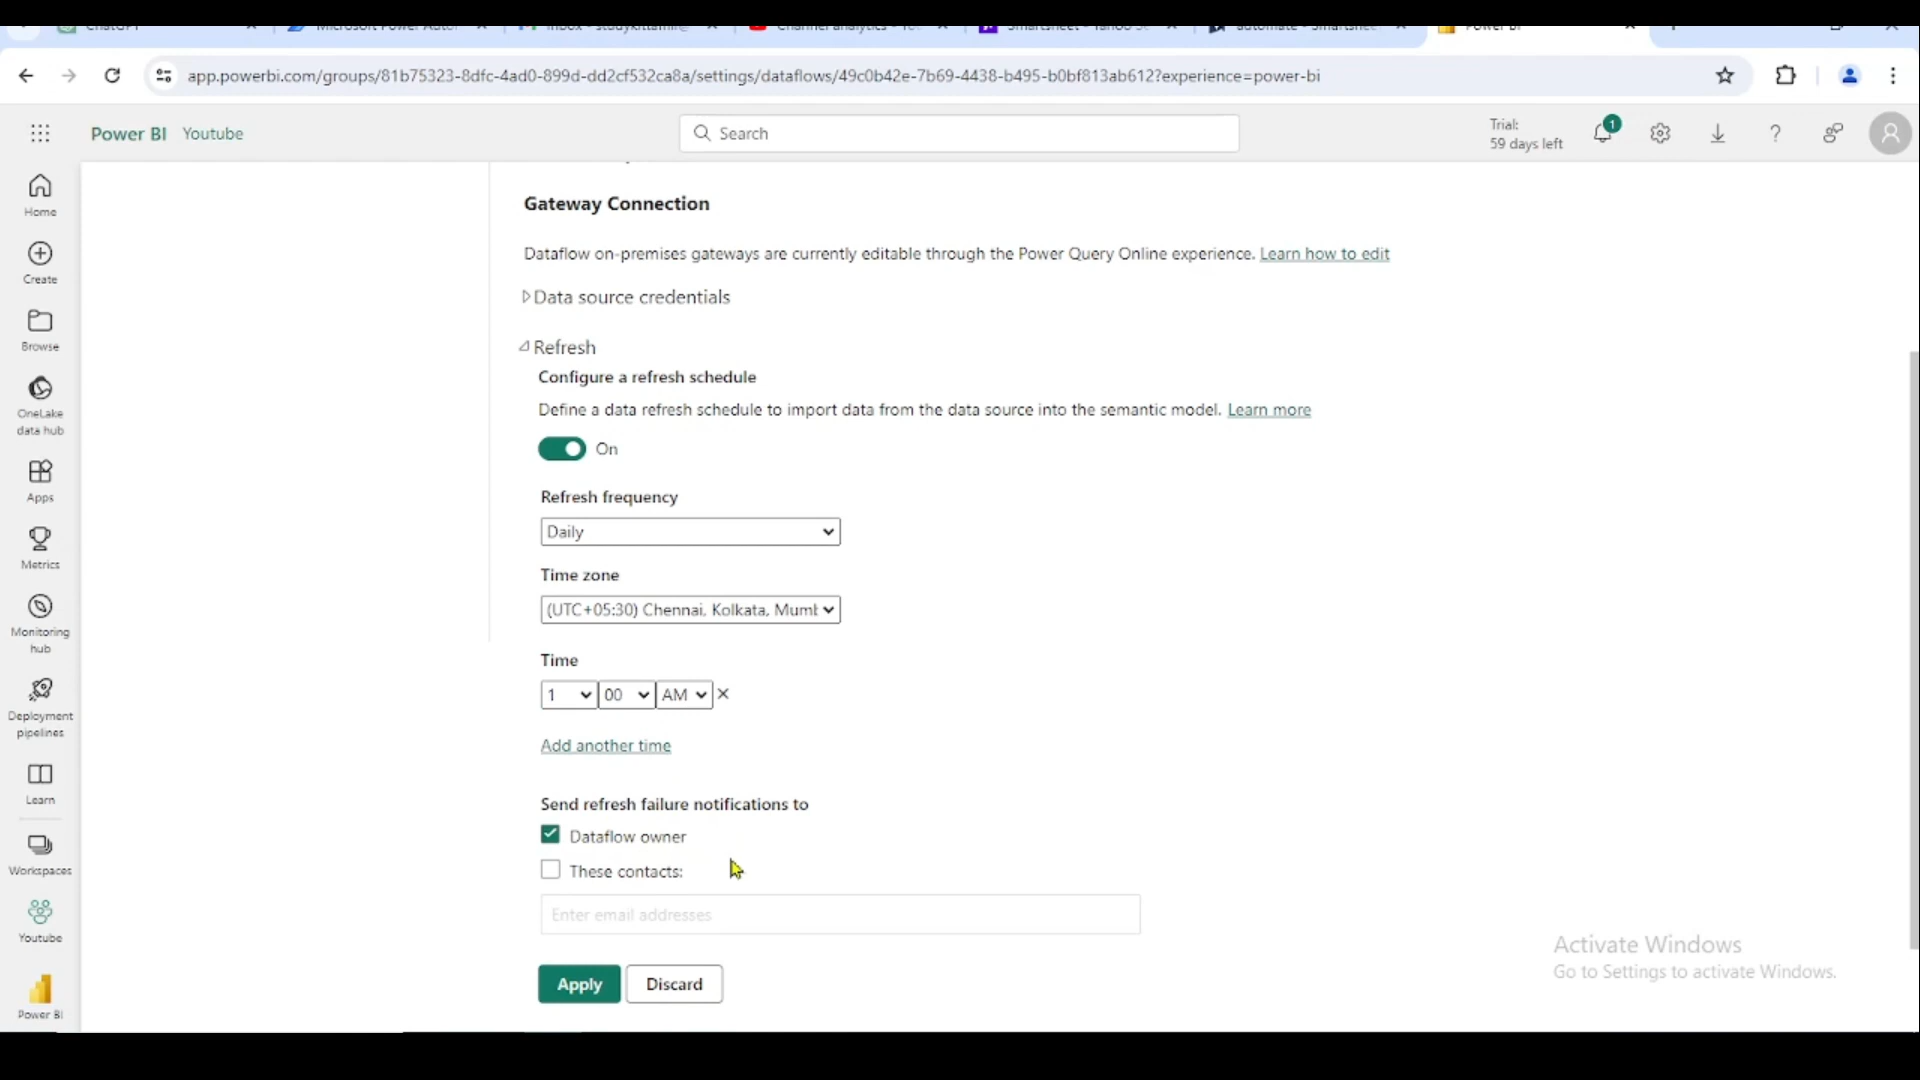 ChatGPT
app.powerbi.com/groups/81b75323-8dfc-4ad0-899d-dd2cf532ca8a/settings/dataflows/49c0b42e-7b69-4438-b495-b0bf813ab612?experience=power-bi
Power BI Youtube
Search
Trial:
59 days left
1
Home
Create
Browse
OneLake
data hub
Apps
Metrics
Monitoring
hub
Deployment
pipelines
Learn
Workspaces
Youtube
Power BI
Gateway Connection
Dataflow on-premises gateways are currently editable through the Power Query Online experience. Learn how to edit
Data source credentials
Refresh
Configure a refresh schedule
Define a data refresh schedule to import data from the data source into the semantic model. Learn more
On
Refresh frequency
Daily
Time zone
(UTC+05:30) Chennai, Kolkata, Mumb
Time
1 00 AM
Add another time
Send refresh failure notifications to
Dataflow owner
These contacts:
Enter email addresses
Apply Discard
Activate Windows
Go to Settings to activate Windows.